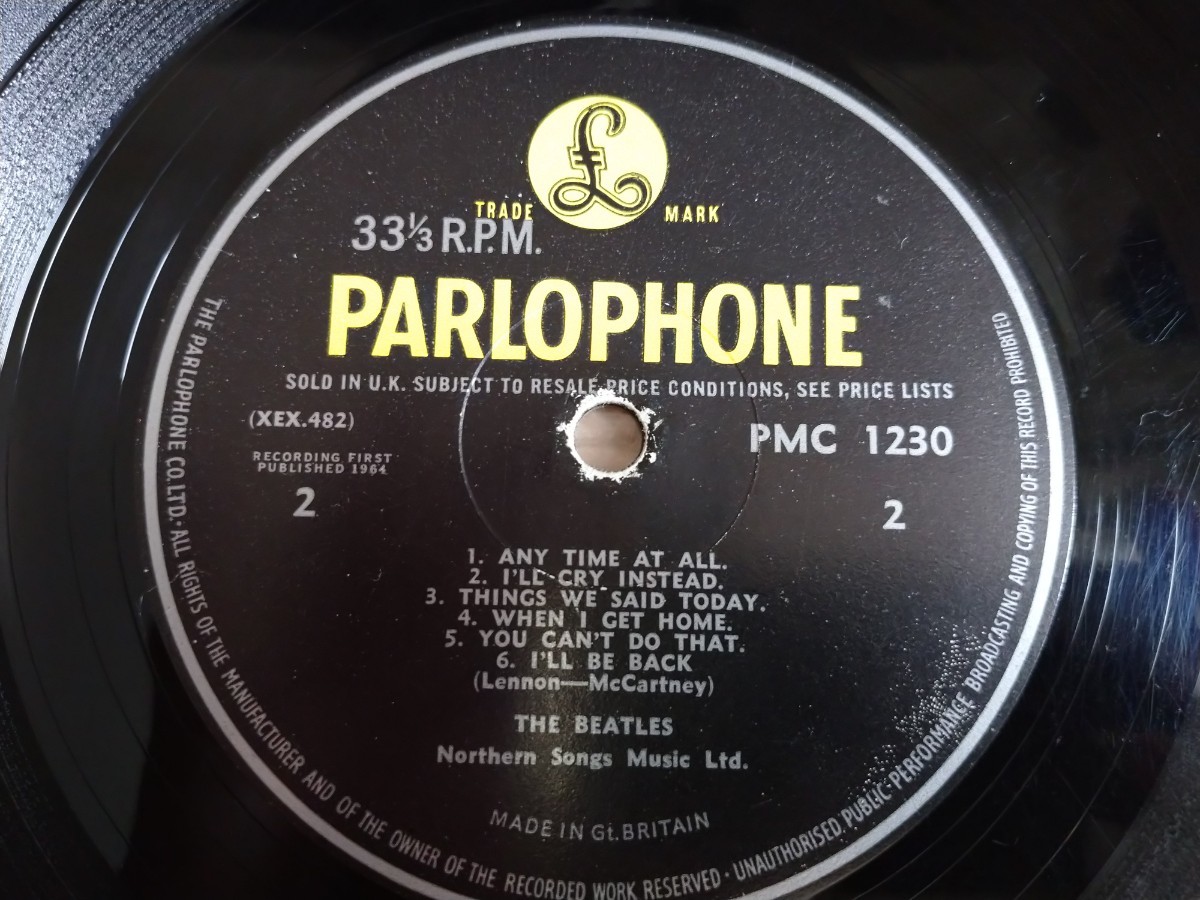 £
TRADE MARK
33⅓ R.P.M.
PARLOPHONE
SOLD IN U.K. SUBJECT TO RESALE PRICE CONDITIONS, SEE PRICE LISTS
(XEX.482)
PMC 1230
RECORDING FIRST
PUBLISHED 1964
2
2
1. ANY TIME AT ALL.
2. I'LL CRY INSTEAD.
3. THINGS WE SAID TODAY.
4. WHEN I GET HOME.
5. YOU CAN'T DO THAT.
6. I'LL BE BACK
(Lennon—McCartney)
THE BEATLES
Northern Songs Music Ltd.
MADE IN Gt. BRITAIN
THE PARLOPHONE CO. LTD. · ALL RIGHTS OF THE MANUFACTURER AND OF THE OWNER OF THE RECORDED WORK RESERVED · UNAUTHORISED PUBLIC PERFORMANCE BROADCASTING AND COPYING OF THIS RECORD PROHIBITED